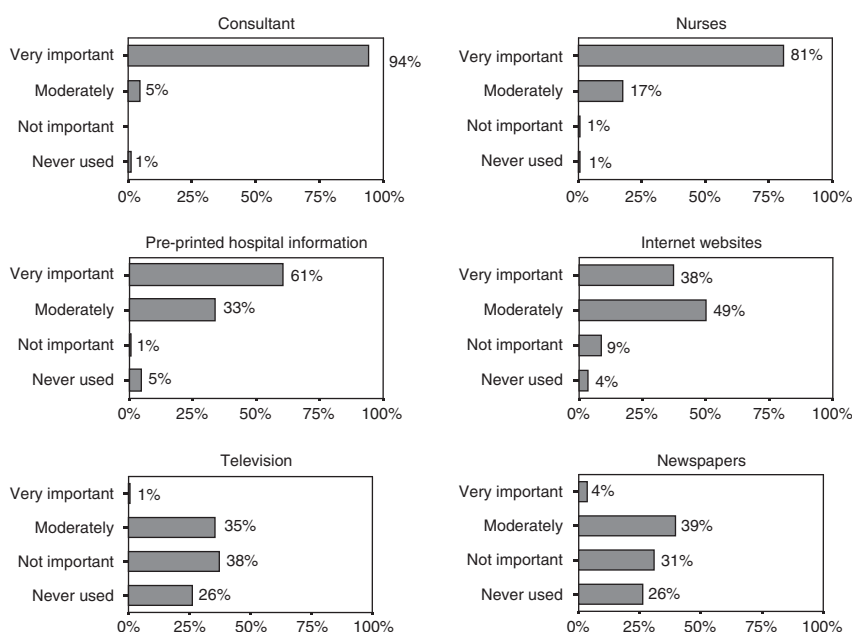 Consultant
Very important
94%
Moderately
5%
Not important
Never used
1%
0% 25% 50% 75% 100%
Nurses
Very important
81%
Moderately
17%
Not important
1%
Never used
1%
0% 25% 50% 75% 100%
Pre-printed hospital information
Very important
61%
Moderately
33%
Not important
1%
Never used
5%
0% 25% 50% 75% 100%
Internet websites
Very important
38%
Moderately
49%
Not important
9%
Never used
4%
0% 25% 50% 75% 100%
Television
Very important
1%
Moderately
35%
Not important
38%
Never used
26%
0% 25% 50% 75% 100%
Newspapers
Very important
4%
Moderately
39%
Not important
31%
Never used
26%
0% 25% 50% 75% 100%